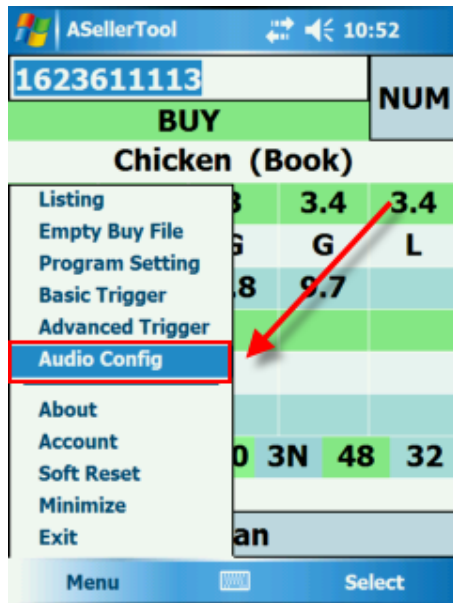 ASellerTool 10:52
1623611113
NUM
BUY
Chicken (Book)
3.4 3.4
G L
.8 9.7
0 3N 48 32
an
Listing
Empty Buy File
Program Setting
Basic Trigger
Advanced Trigger
Audio Config
About
Account
Soft Reset
Minimize
Exit
Menu Select